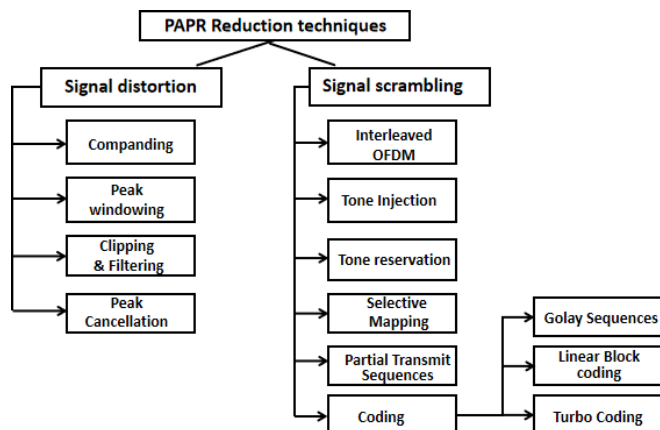 PAPR Reduction techniques
Signal distortion
Companding
Peak
windowing
Clipping
& Filtering
Peak
Cancellation
Signal scrambling
Interleaved
OFDM
Tone Injection
Tone reservation
Selective
Mapping
Partial Transmit
Sequences
Coding
Golay Sequences
Linear Block
coding
Turbo Coding